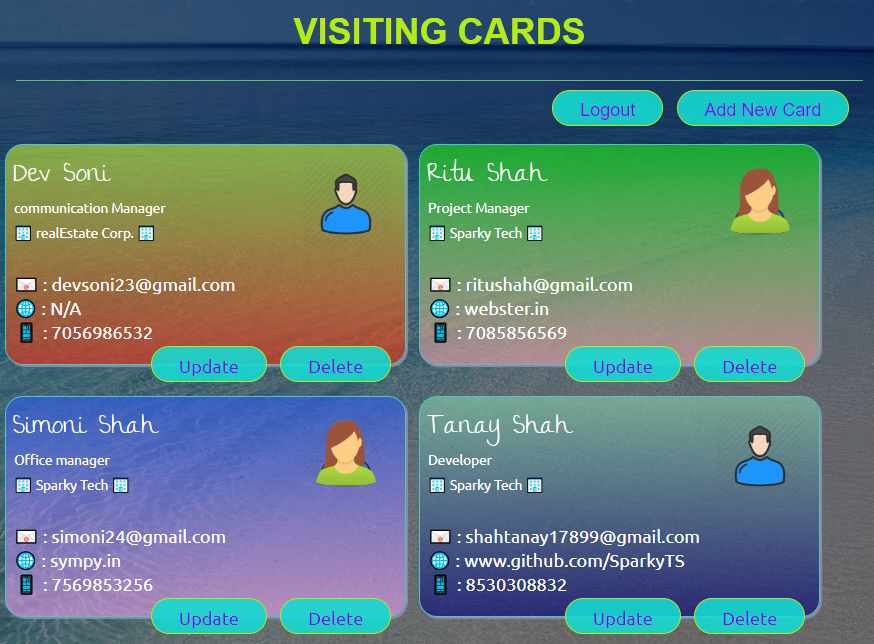 VISITING CARDS
Logout
Add New Card
Dev Soni
communication Manager
realEstate Corp.
: devsoni23@gmail.com
: N/A
: 7056986532
Update
Delete
Ritu Shah
Project Manager
Sparky Tech
: ritushah@gmail.com
: webster.in
: 7085856569
Update
Delete
Simoni Shah
Office manager
Sparky Tech
: simoni24@gmail.com
: sympy.in
: 7569853256
Update
Delete
Tanay Shah
Developer
Sparky Tech
: shahtanay17899@gmail.com
: www.github.com/SparkyTS
: 8530308832
Update
Delete